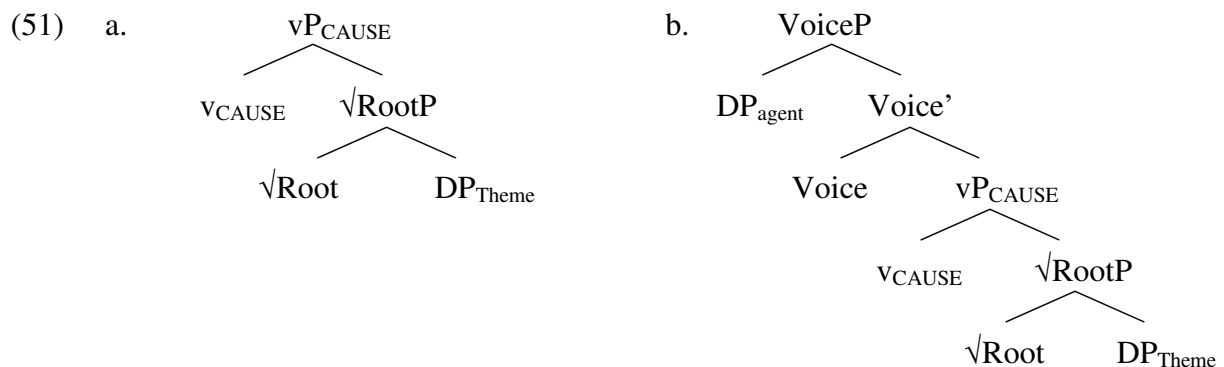 (51) a. vP_CAUSE b. VoiceP
v_CAUSE √RootP DP_agent Voice’
√Root DP_Theme Voice vP_CAUSE
v_CAUSE √RootP
√Root DP_Theme